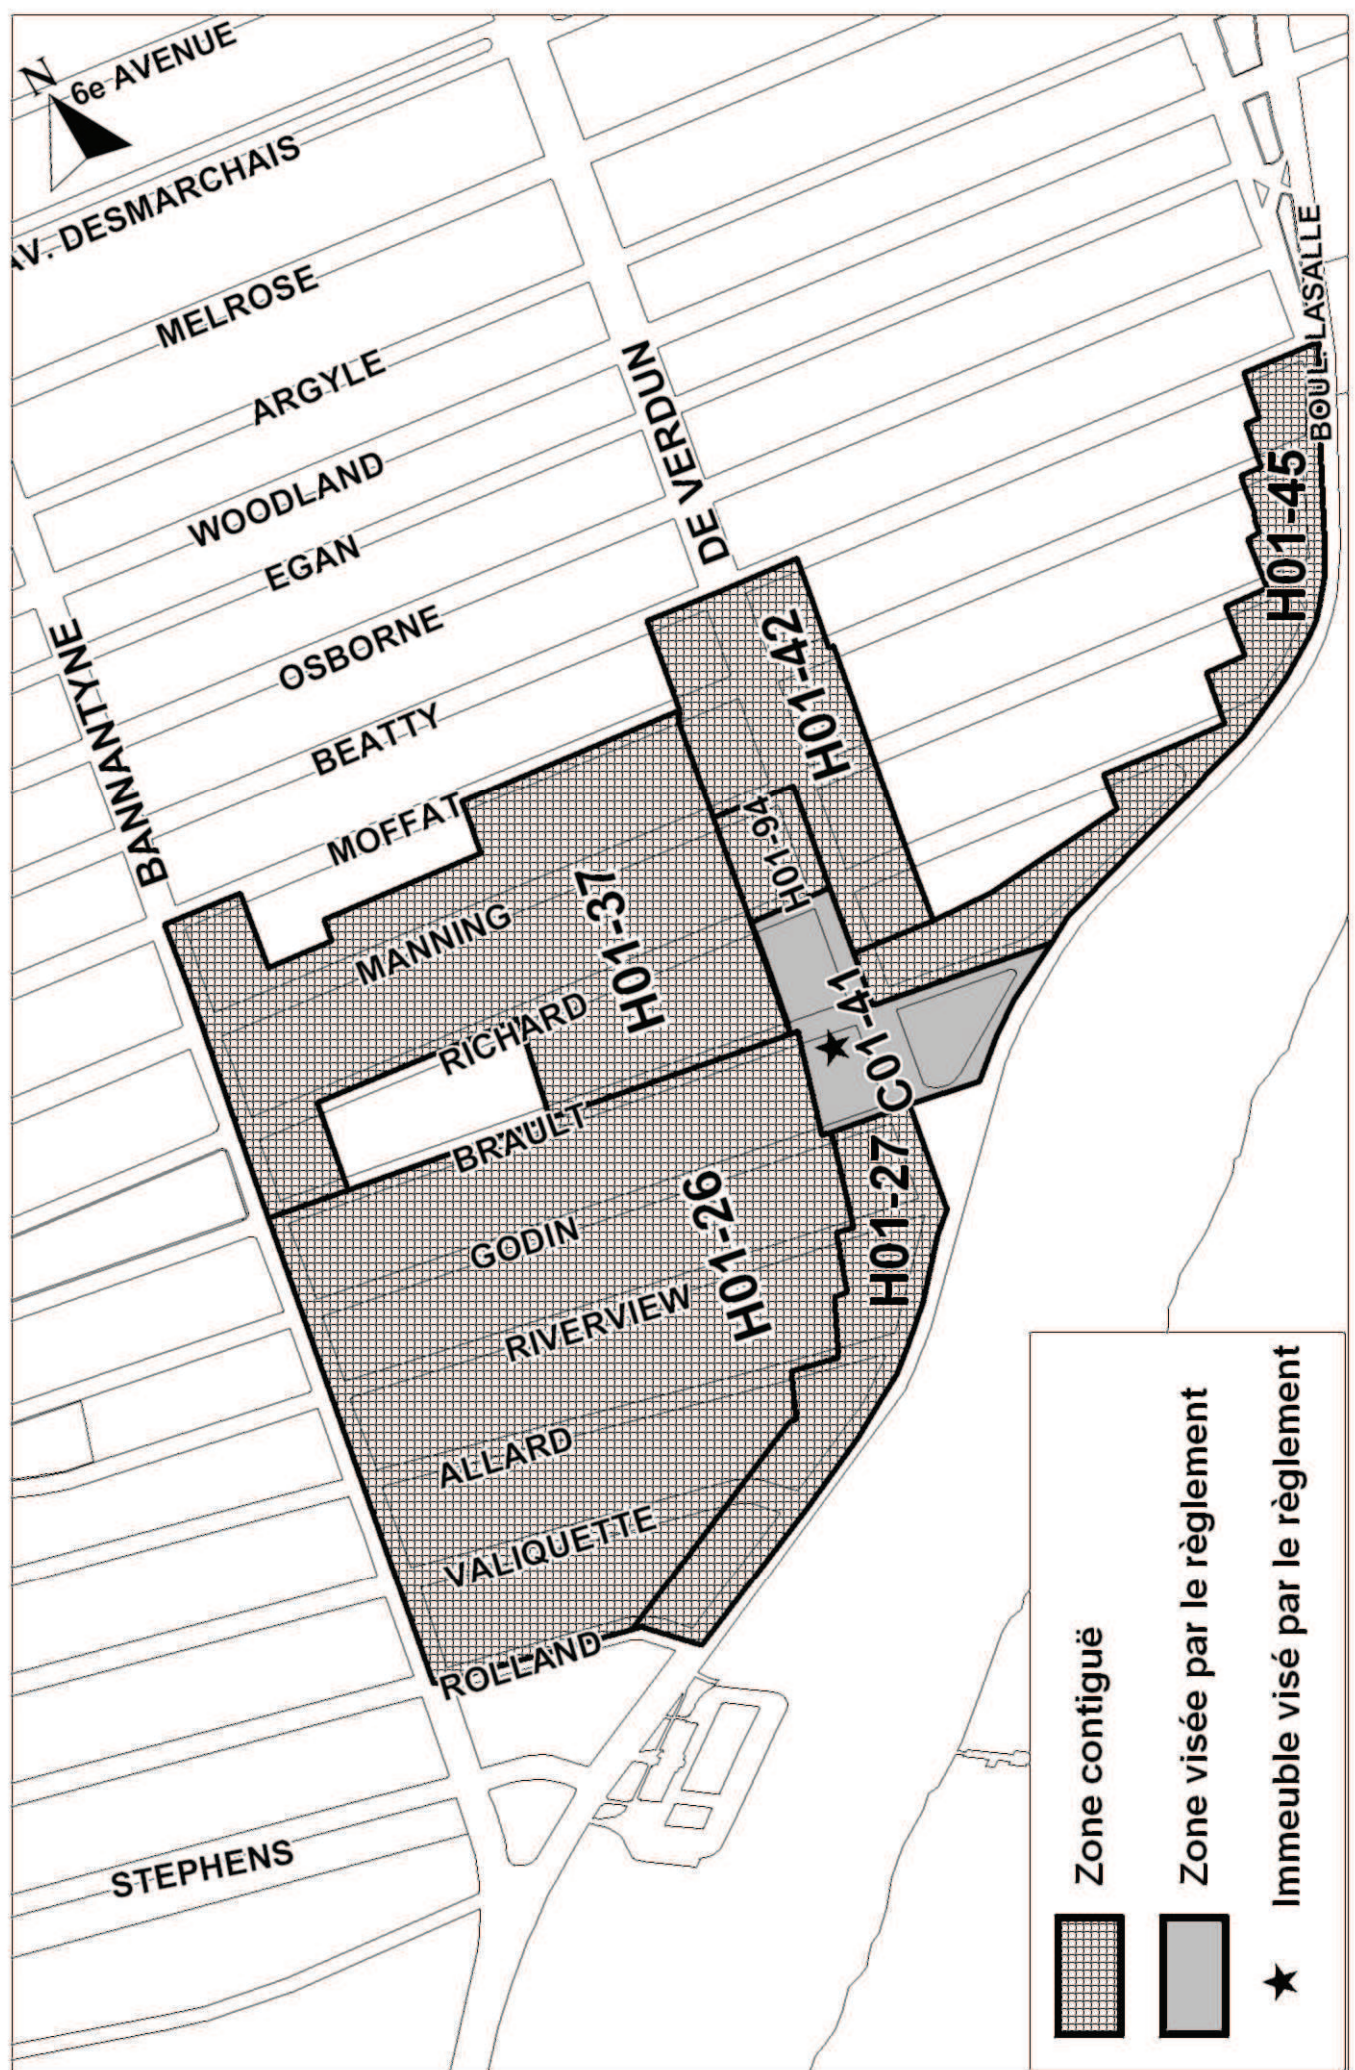 N
6e AVENUE
AV. DESMARCHAIS
MELROSE
ARGYLE
WOODLAND
EGAN
OSBORNE
BEATTY
MOFFAT
MANNING
RICHARD
BRAULT
GODIN
RIVERVIEW
ALLARD
VALIQUETTE
ROLLAND
STEPHENS
BANNANTYNE
DE VERDUN
BOUL. LASALLE
H01-45
H01-42
H01-94
H01-37
C01-41
H01-27
H01-26
Zone contiguë
Zone visée par le règlement
Immeuble visé par le règlement